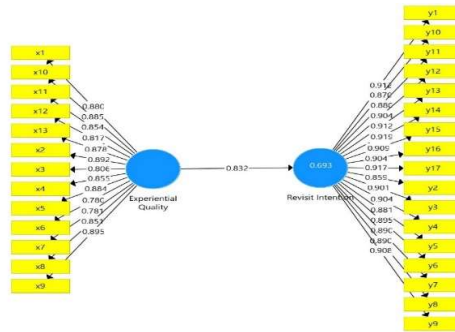 x1
x10
x11
x12
x13
x2
x3
x4
x5
x6
x7
x8
x9
0.880
0.885
0.854
0.817
0.878
0.892
0.806
0.855
0.884
0.780
0.781
0.853
0.895
Experiential
Quality
0.832
0.693
Revisit Intention
0.912
0.870
0.880
0.904
0.912
0.919
0.909
0.904
0.917
0.859
0.901
0.904
0.881
0.895
0.890
0.890
0.908
y1
y10
y11
y12
y13
y14
y15
y16
y17
y2
y3
y4
y5
y6
y7
y8
y9